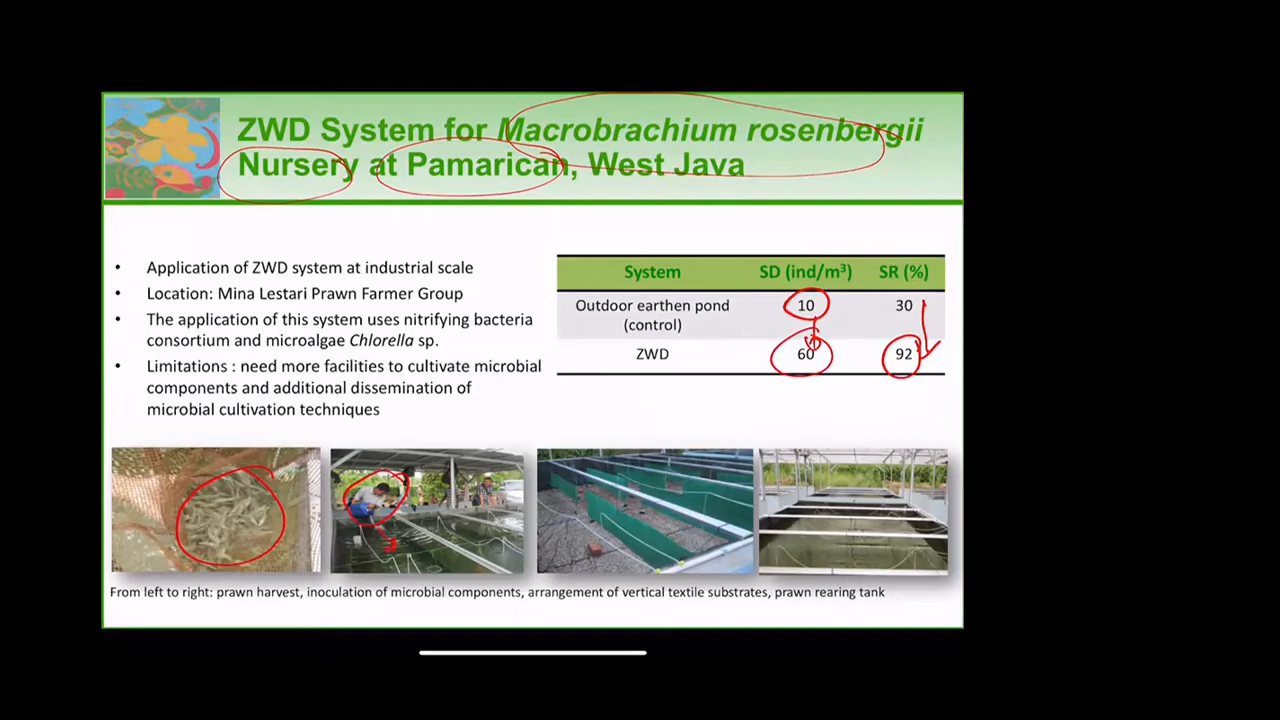 ZWD System for Macrobrachium rosenbergii
Nursery at Pamarican, West Java
• Application of ZWD system at industrial scale
• Location: Mina Lestari Prawn Farmer Group
• The application of this system uses nitrifying bacteria
consortium and microalgae Chlorella sp.
• Limitations : need more facilities to cultivate microbial
components and additional dissemination of
microbial cultivation techniques
System SD (ind/m³) SR (%)
Outdoor earthen pond 10 30
(control)
ZWD 60 92
From left to right: prawn harvest, inoculation of microbial components, arrangement of vertical textile substrates, prawn rearing tank